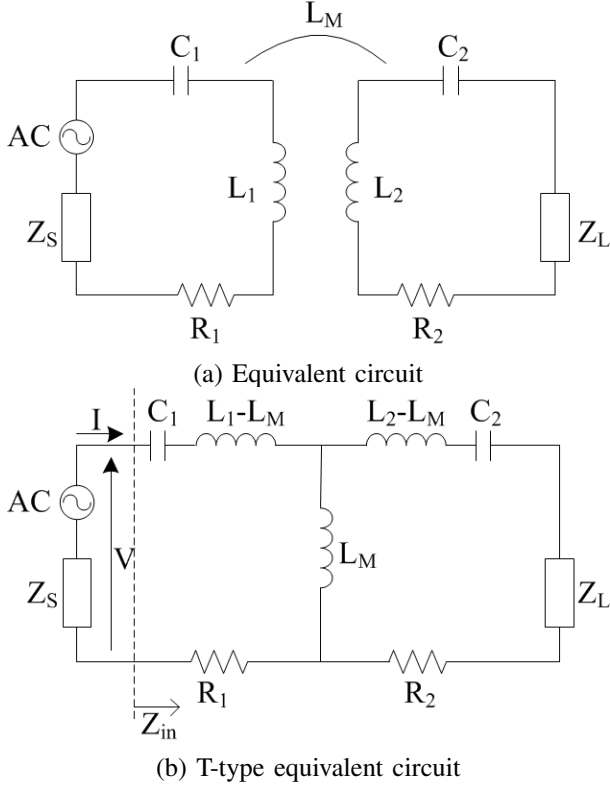 L_M
C_1 C_2
AC
L_1 L_2
Z_S Z_L
R_1 R_2
(a) Equivalent circuit
I C_1 L_1-L_M L_2-L_M C_2
AC
V L_M
Z_S Z_L
R_1 R_2
Z_in
(b) T-type equivalent circuit